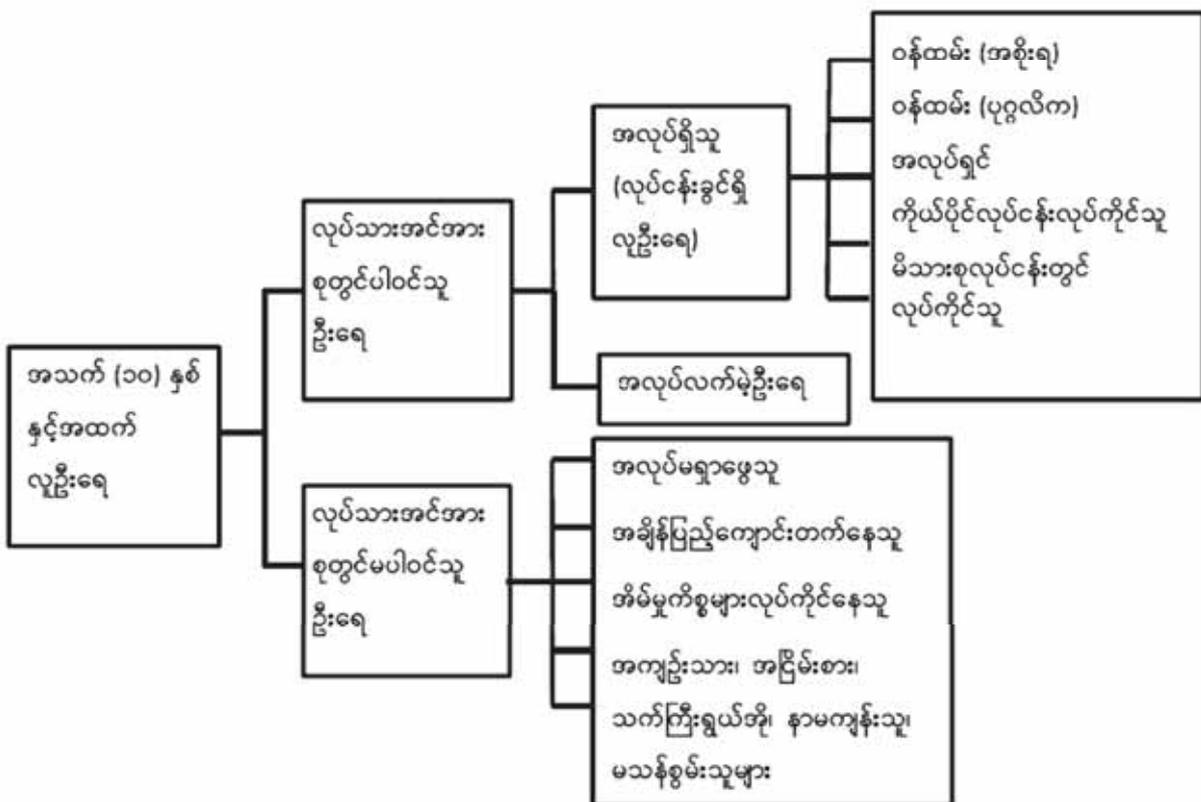 အသက် (၁၀) နှစ်
နှင့်အထက်
လူဦးရေ
လုပ်သားအင်အား
စုတွင်ပါဝင်သူ
ဦးရေ
အလုပ်ရှိသူ
(လုပ်ငန်းခွင်ရှိ
လူဦးရေ)
ဝန်ထမ်း (အစိုးရ)
ဝန်ထမ်း (ပုဂ္ဂလိက)
အလုပ်ရှင်
ကိုယ်ပိုင်လုပ်ငန်းလုပ်ကိုင်သူ
မိသားစုလုပ်ငန်းတွင်
လုပ်ကိုင်သူ
အလုပ်လက်မဲ့ဦးရေ
လုပ်သားအင်အား
စုတွင်မပါဝင်သူ
ဦးရေ
အလုပ်မရှာဖွေသူ
အချိန်ပြည့်ကျောင်းတက်နေသူ
အိမ်မှုကိစ္စများလုပ်ကိုင်နေသူ
အကျဉ်းသား၊ အငြိမ်းစား၊
သက်ကြီးရွယ်အို၊ နာမကျန်းသူ၊
မသန်စွမ်းသူများ